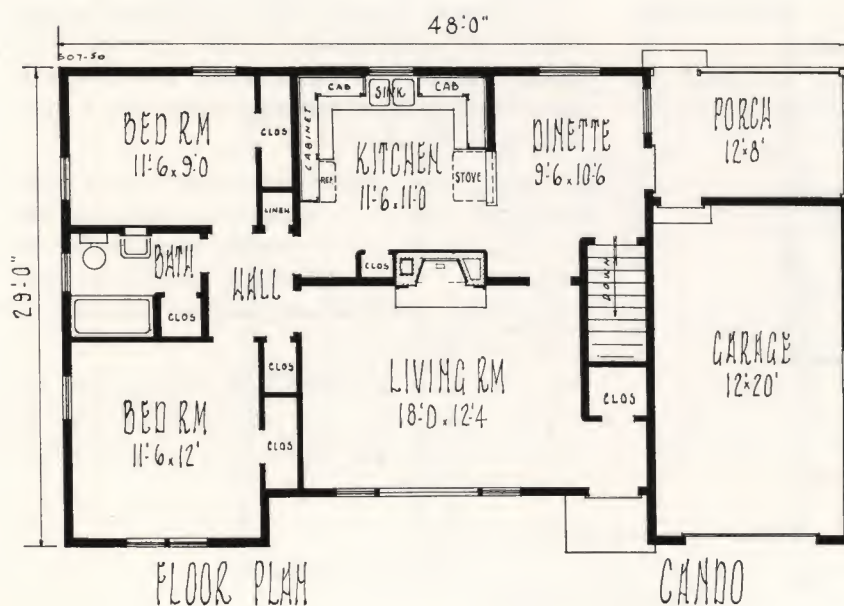 48'-0"
507-50
29'-0"
BED RM
11'-6 x 9'-0
CLOS
LINEN
CAB
SINK
CAB
CABINET
REF
KITCHEN
11'-6 x 11'-0
STOVE
DINETTE
9'-6 x 10'-6
PORCH
12' x 8'
BATH
CLOS
HALL
CLOS
DOWN
GARAGE
12' x 20'
BED RM
11'-6 x 12'
CLOS
CLOS
LIVING RM
18'-0 x 12'-4
CLOS
FLOOR PLAN
CANDO